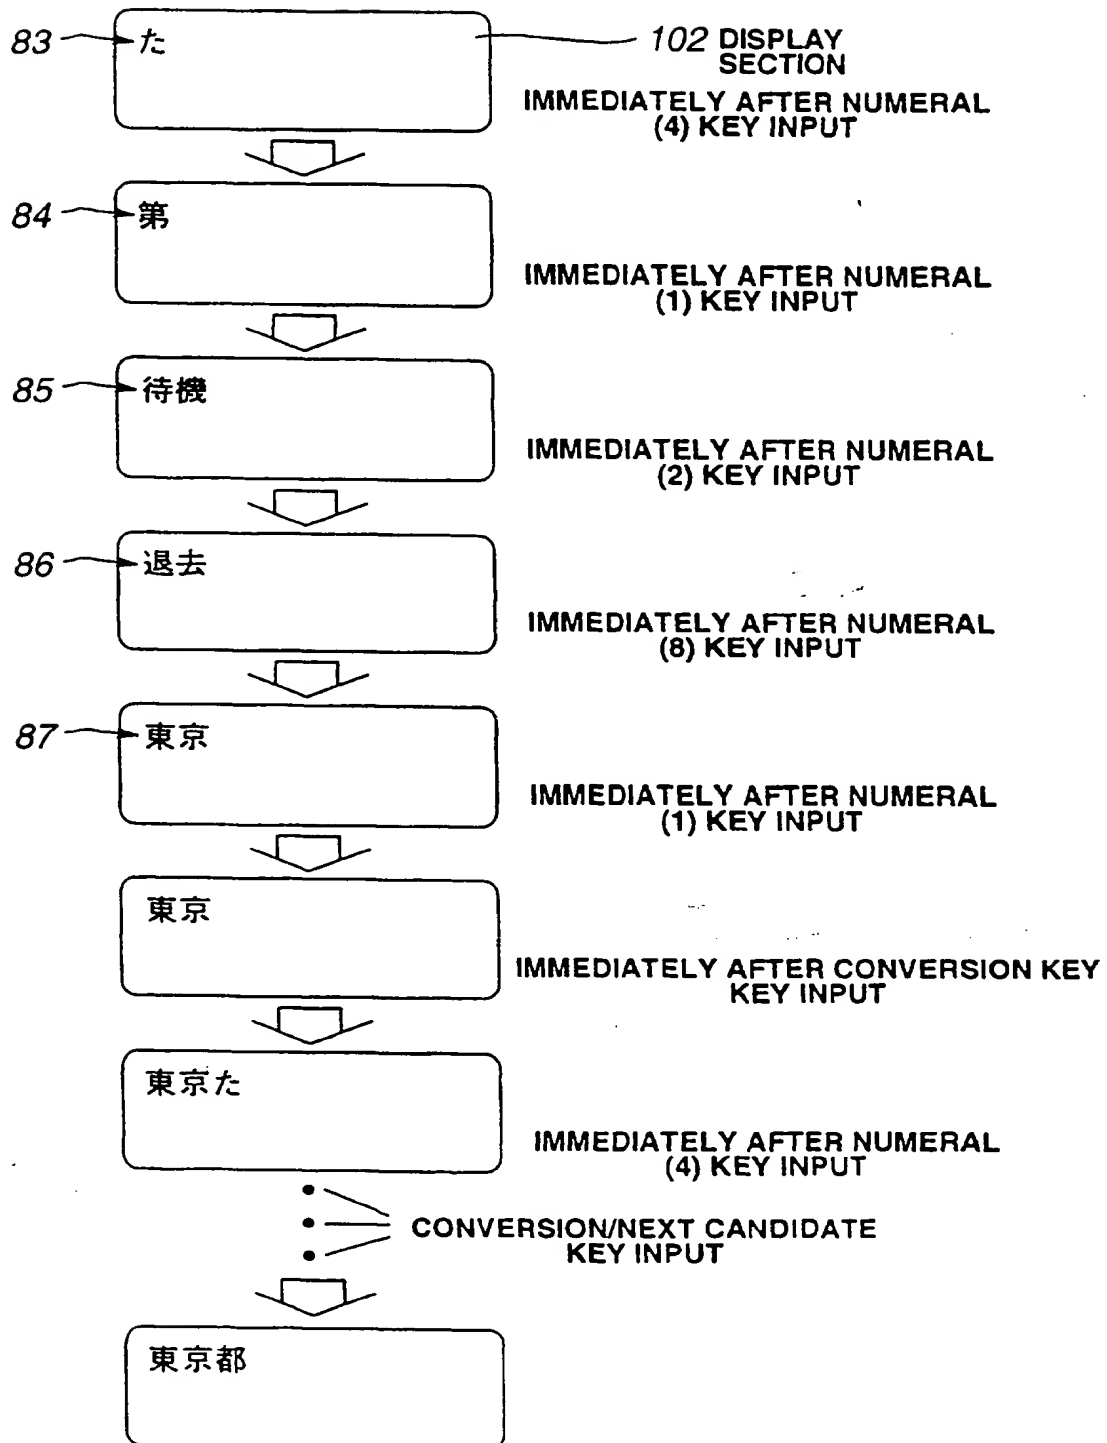 83
た
102 DISPLAY
SECTION
IMMEDIATELY AFTER NUMERAL
(4) KEY INPUT
84
第
IMMEDIATELY AFTER NUMERAL
(1) KEY INPUT
85
待機
IMMEDIATELY AFTER NUMERAL
(2) KEY INPUT
86
退去
IMMEDIATELY AFTER NUMERAL
(8) KEY INPUT
87
東京
IMMEDIATELY AFTER NUMERAL
(1) KEY INPUT
東京
IMMEDIATELY AFTER CONVERSION KEY
KEY INPUT
東京た
IMMEDIATELY AFTER NUMERAL
(4) KEY INPUT
CONVERSION/NEXT CANDIDATE
KEY INPUT
東京都